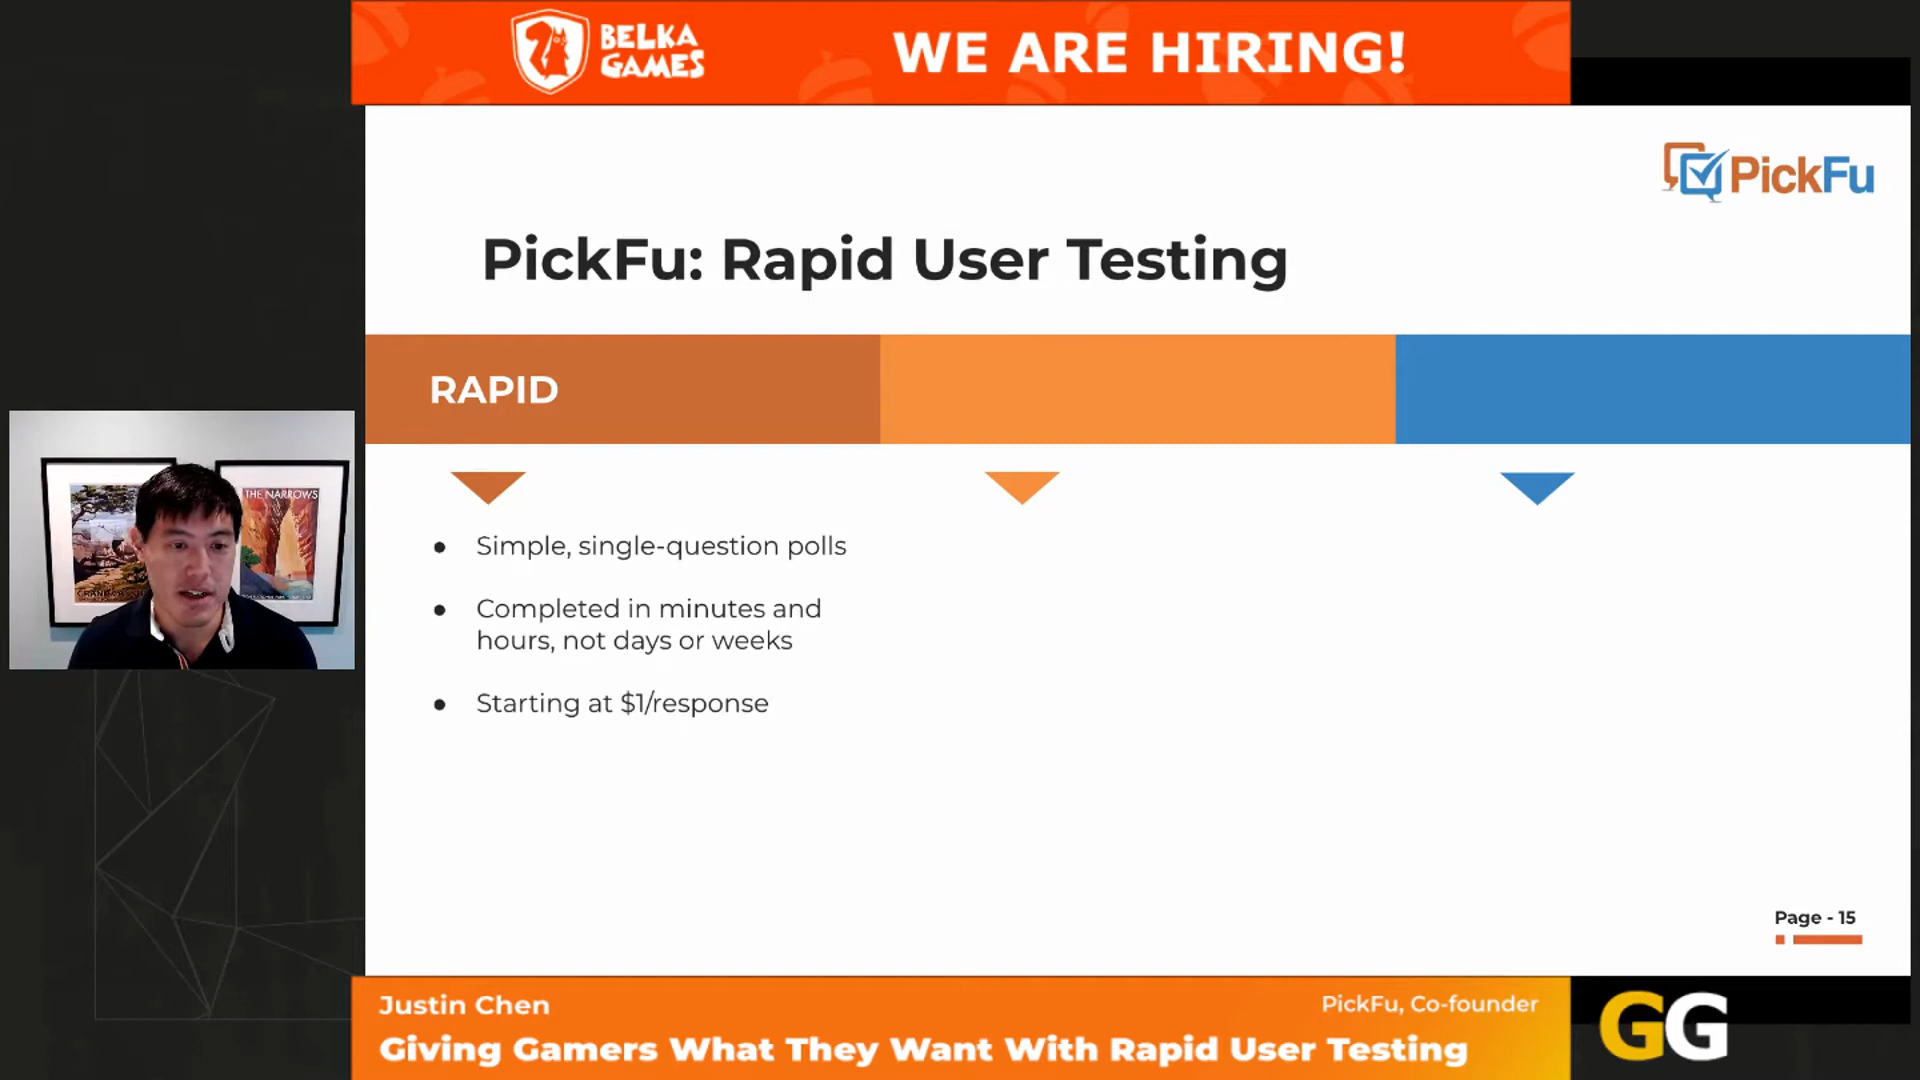 BELKA
GAMES
WE ARE HIRING!
PickFu
PickFu: Rapid User Testing
RAPID
THE NARROWS
● Simple, single-question polls
● Completed in minutes and
hours, not days or weeks
● Starting at $1/response
Page - 15
Justin Chen
PickFu, Co-founder
Giving Gamers What They Want With Rapid User Testing
GG